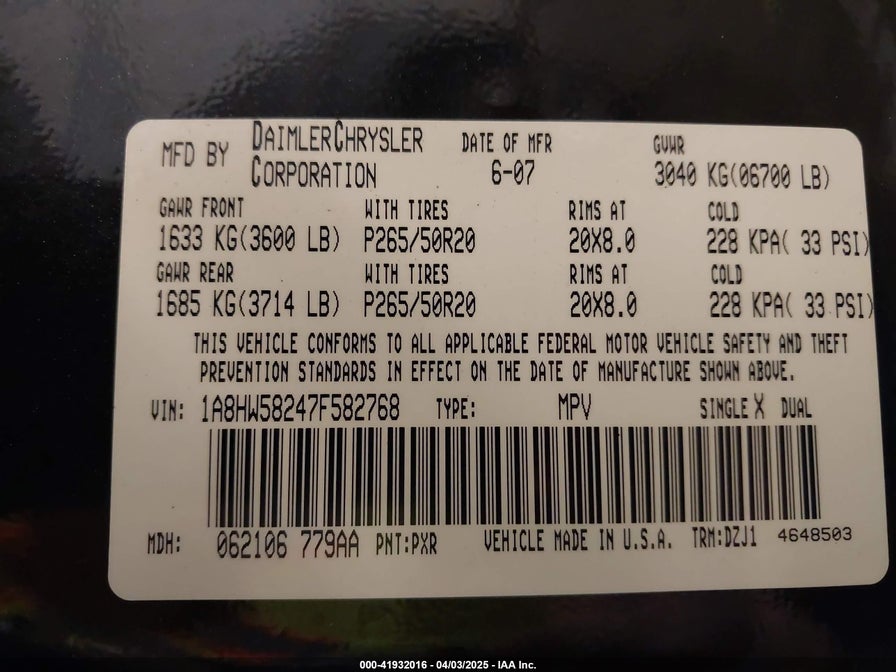 MFD BY DAIMLERCHRYSLER CORPORATION DATE OF MFR 6-07 GVWR 3040 KG(06700 LB)
GAWR FRONT WITH TIRES RIMS AT COLD
1633 KG(3600 LB) P265/50R20 20X8.0 228 KPA( 33 PSI)
GAWR REAR WITH TIRES RIMS AT COLD
1685 KG(3714 LB) P265/50R20 20X8.0 228 KPA( 33 PSI)
THIS VEHICLE CONFORMS TO ALL APPLICABLE FEDERAL MOTOR VEHICLE SAFETY AND THEFT
PREVENTION STANDARDS IN EFFECT ON THE DATE OF MANUFACTURE SHOWN ABOVE.
VIN: 1A8HW58247F582768 TYPE: MPV SINGLE X DUAL
MDH: 062106 779AA PNT:PXR VEHICLE MADE IN U.S.A. TRM:DZJ1 4648503
000-41932016 - 04/03/2025 - IAA Inc.